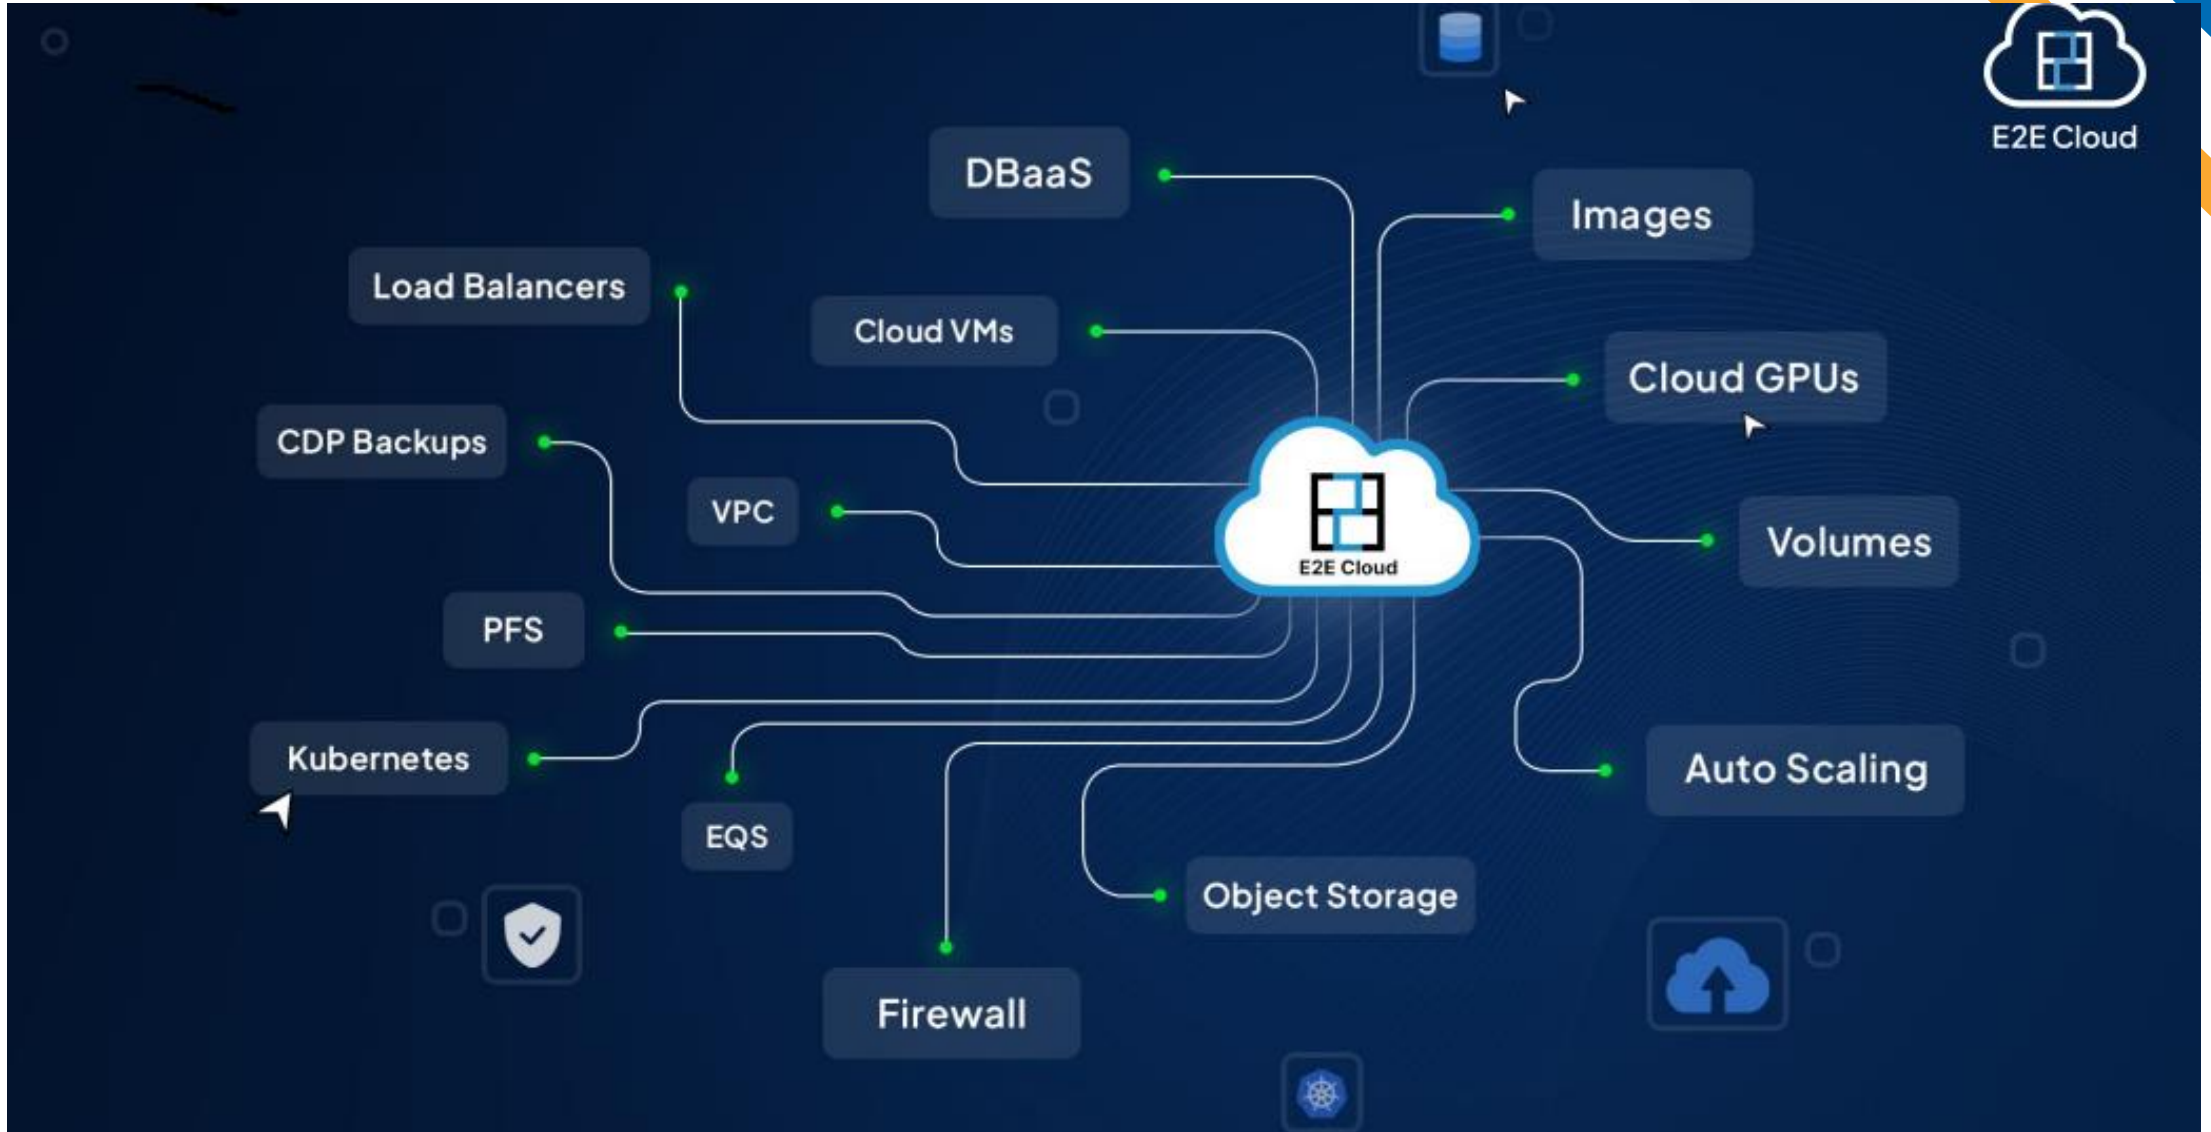 E2E Cloud
DBaaS
Images
Load Balancers
Cloud VMs
Cloud GPUs
CDP Backups
VPC
Volumes
E2E Cloud
PFS
Kubernetes
Auto Scaling
EQS
Object Storage
Firewall